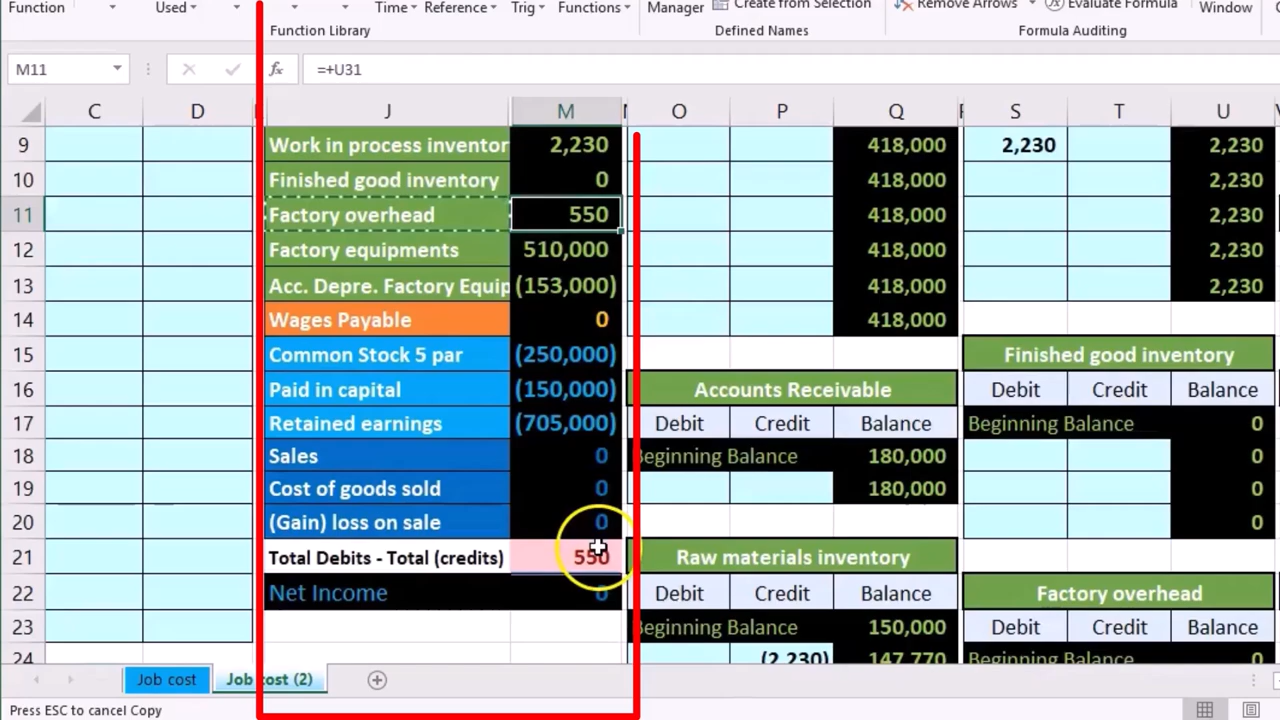 Function Used Time Reference Trig Functions Manager Create from Selection Remove Arrows Evaluate Formula Window
Function Library Defined Names Formula Auditing
M11 fx =+U31
C D J M O P Q S T U
9 Work in process inventor 2,230 418,000 2,230 2,230
10 Finished good inventory 0 418,000 2,230
11 Factory overhead 550 418,000 2,230
12 Factory equipments 510,000 418,000 2,230
13 Acc. Depre. Factory Equip (153,000) 418,000 2,230
14 Wages Payable 0 418,000
15 Common Stock 5 par (250,000) Finished good inventory
16 Paid in capital (150,000) Accounts Receivable Debit Credit Balance
17 Retained earnings (705,000) Debit Credit Balance Beginning Balance 0
18 Sales 0 Beginning Balance 180,000 0
19 Cost of goods sold 0 180,000 0
20 (Gain) loss on sale 0 0
21 Total Debits - Total (credits) 550 Raw materials inventory
22 Net Income 0 Debit Credit Balance Factory overhead
23 Beginning Balance 150,000 Debit Credit Balance
24 (2,230) 147,770 Beginning Balance 0
Job cost Job cost (2)
Press ESC to cancel Copy